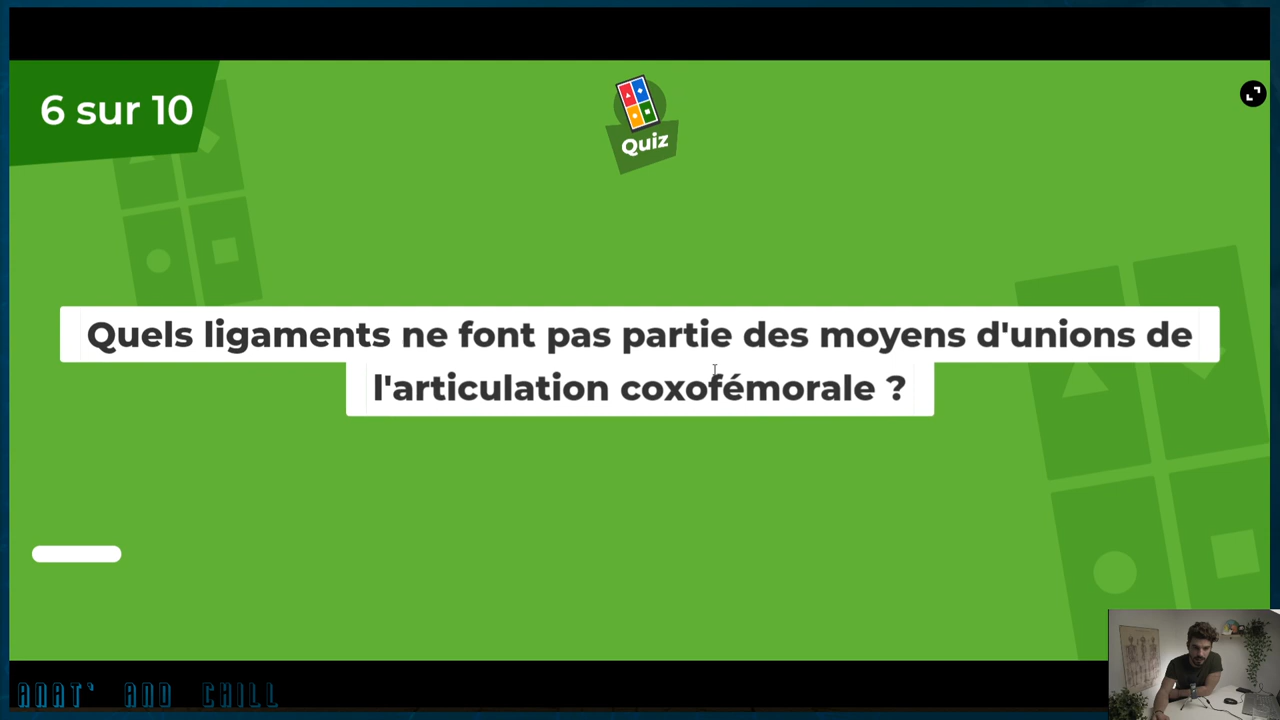 6 sur 10
Quiz
Quels ligaments ne font pas partie des moyens d'unions de
l'articulation coxofémorale ?
ANAT' AND CHILL